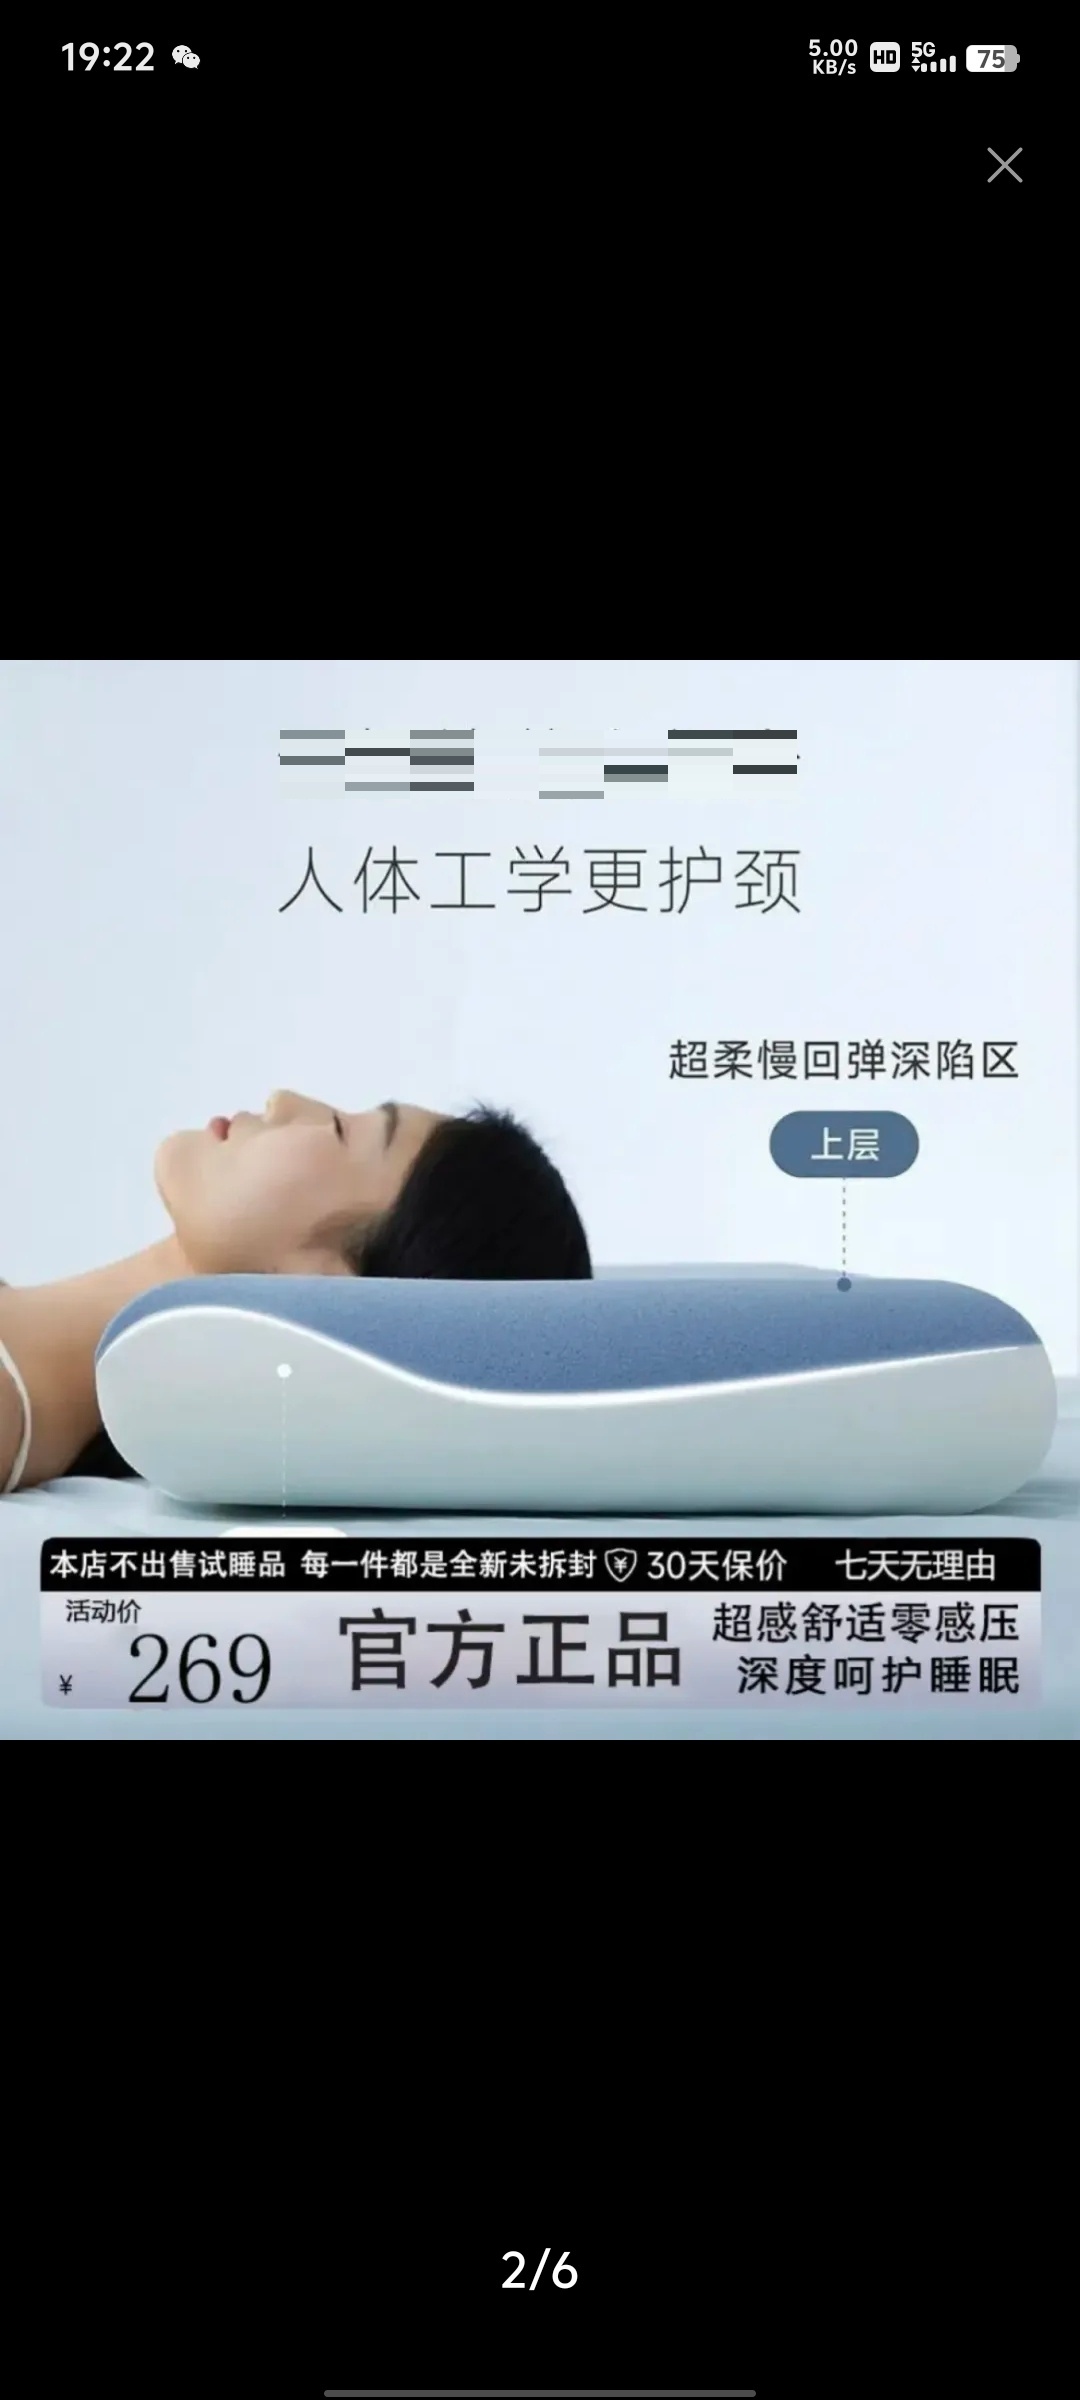 19:22
5.00 KB/s HD 5G 75
人体工学更护颈
超柔慢回弹深陷区
上层
本店不出售试睡品 每一件都是全新未拆封 ¥ 30天保价 七天无理由
活动价
¥ 269
官方正品
超感舒适零感压
深度呵护睡眠
2/6